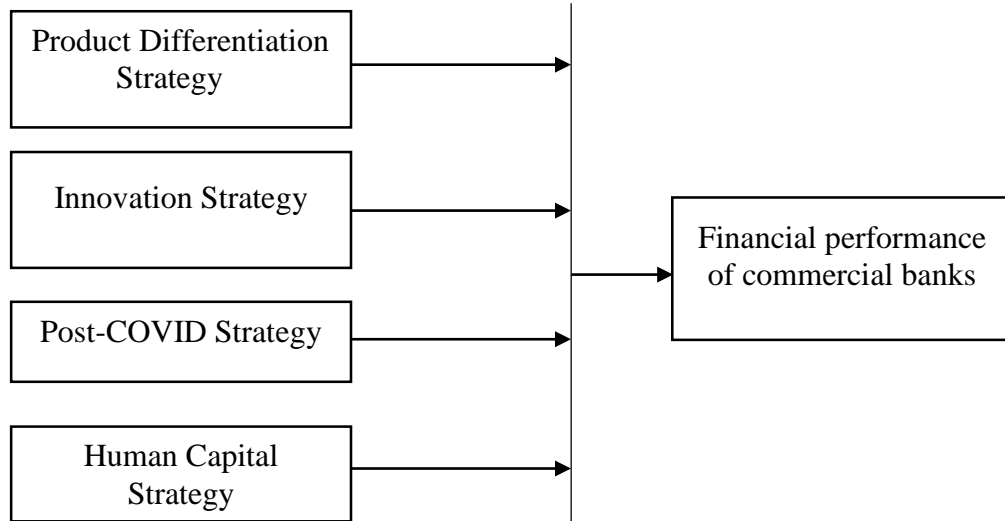 Product Differentiation
Strategy
Innovation Strategy
Post-COVID Strategy
Human Capital
Strategy
Financial performance
of commercial banks